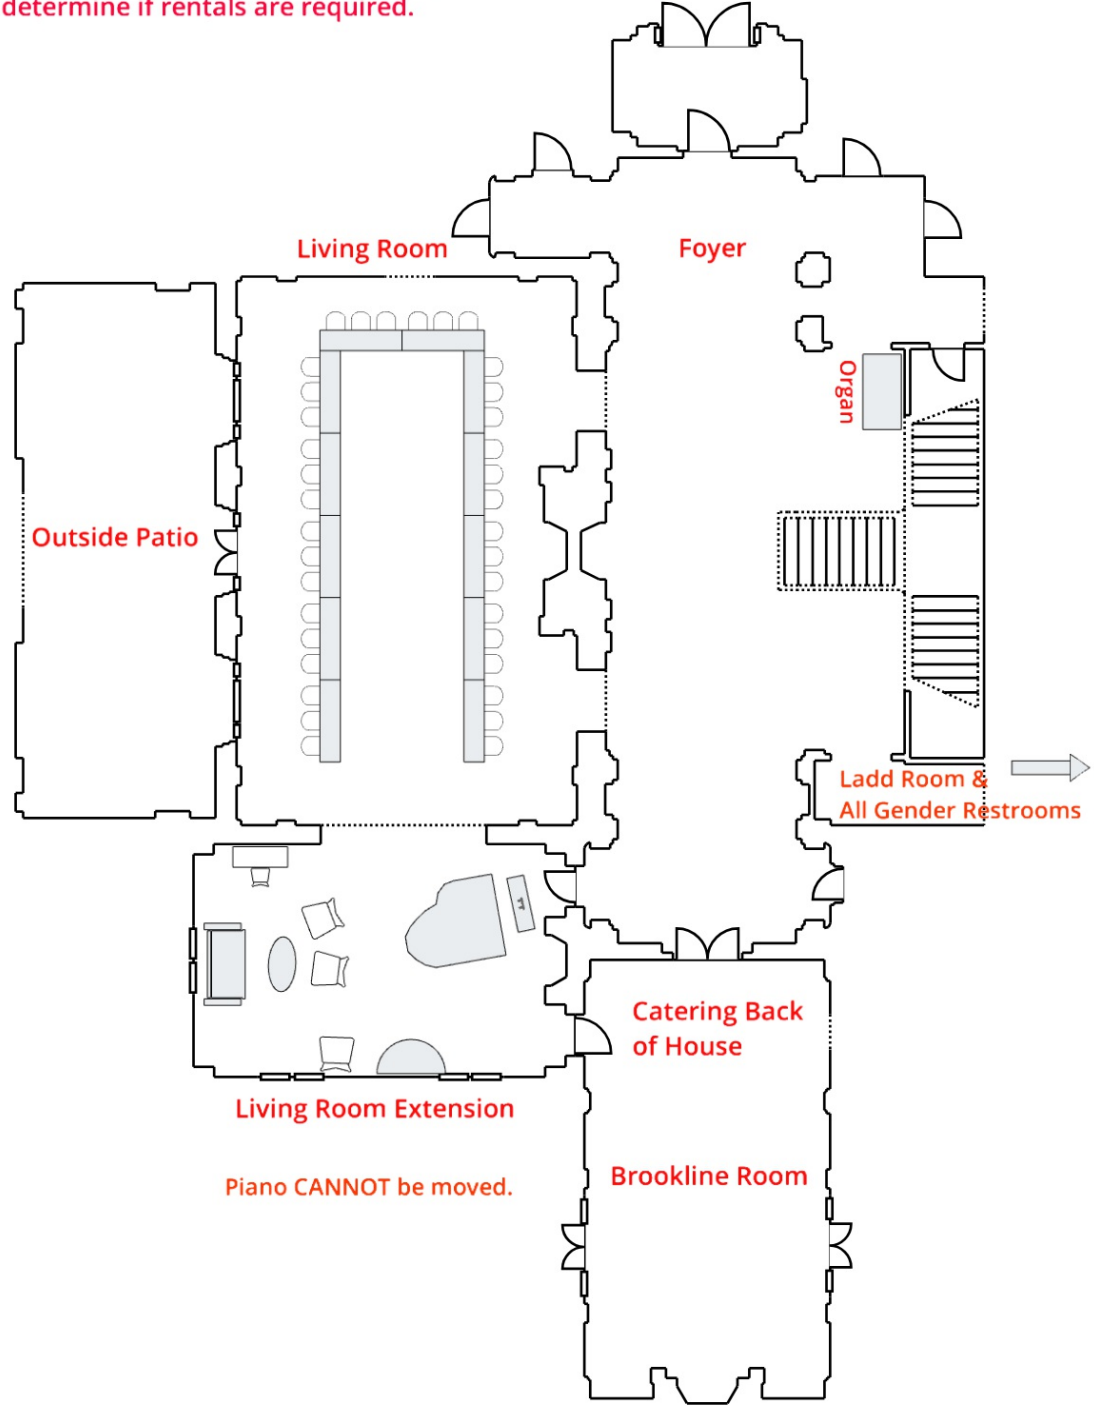 determine if rentals are required.
Living Room
Foyer
Organ
Outside Patio
Ladd Room &
All Gender Restrooms
Catering Back
of House
Living Room Extension
Brookline Room
Piano CANNOT be moved.